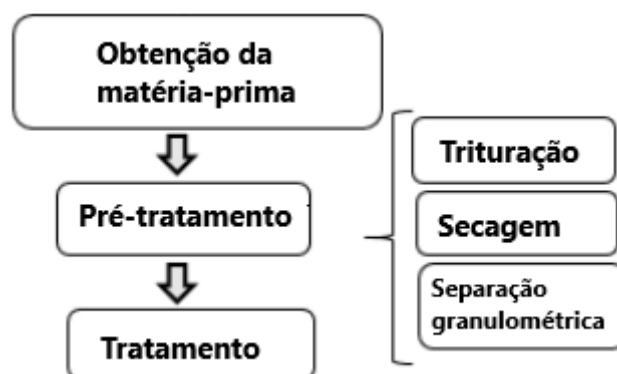 Obtenção da
matéria-prima
Pré-tratamento
Tratamento
Trituração
Secagem
Separação
granulométrica